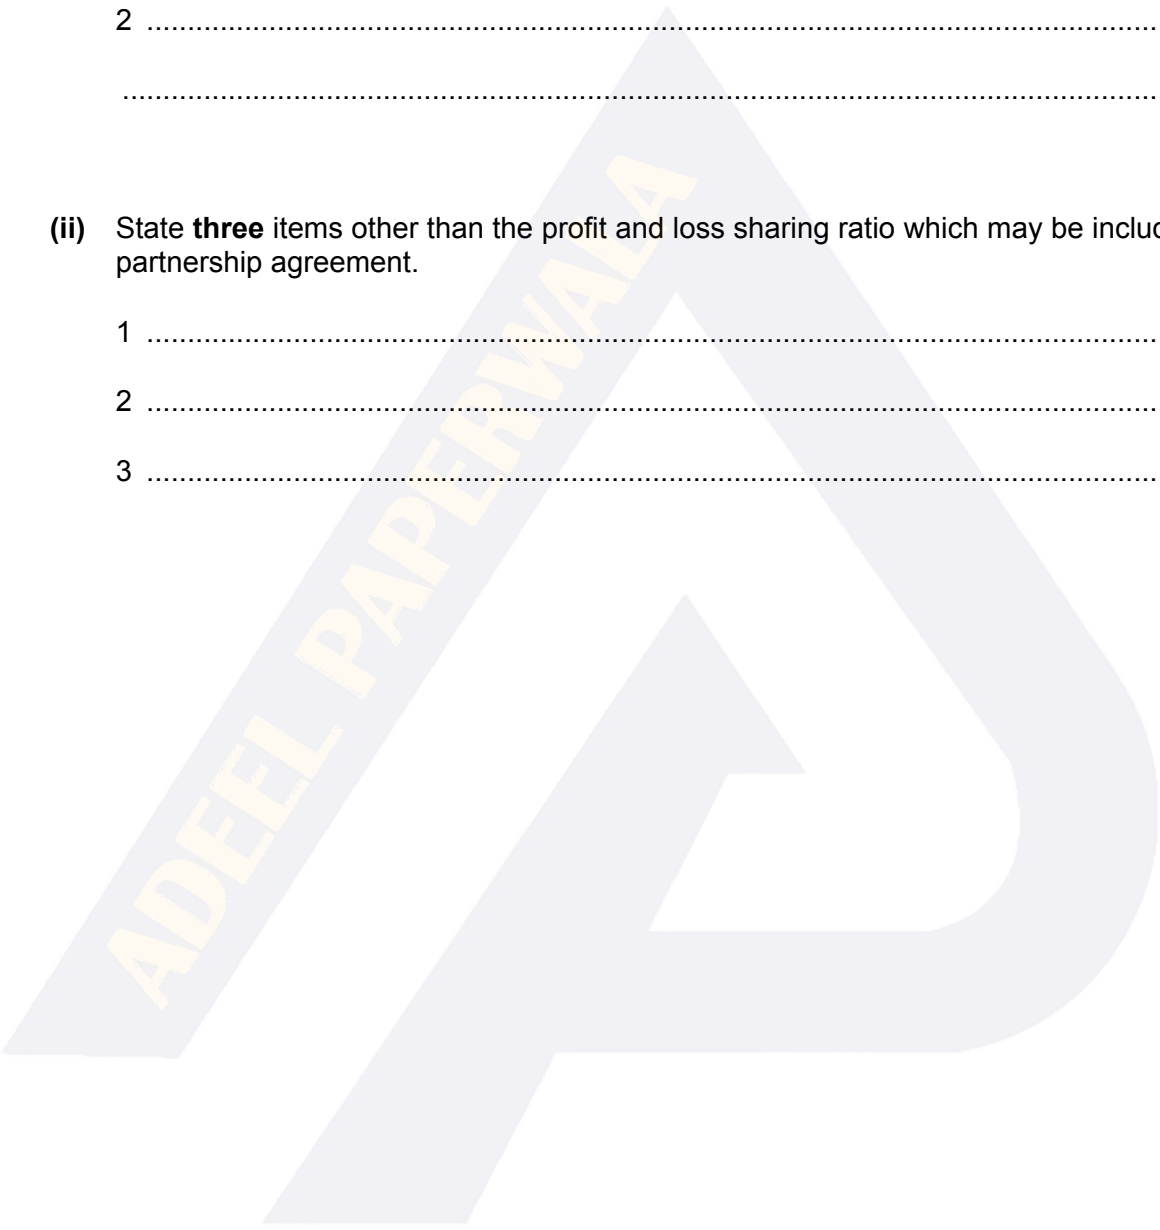 2 ................................................................................................................................
................................................................................................................................
(ii) State three items other than the profit and loss sharing ratio which may be includ
partnership agreement.
1 ................................................................................................................................
2 ................................................................................................................................
3 ................................................................................................................................
ADEEL PAPERWALA